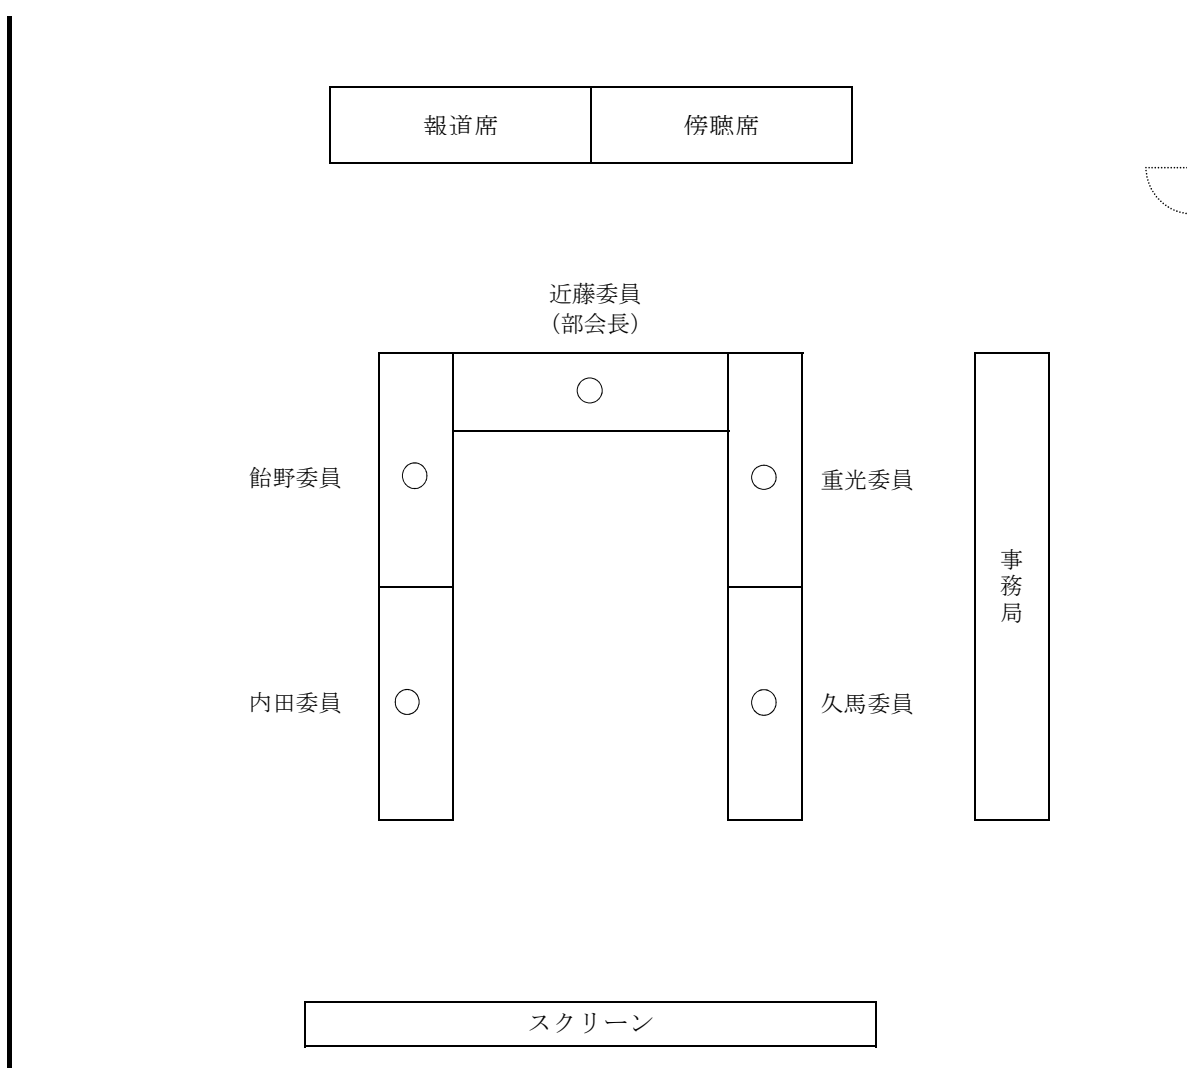 報道席
傍聴席
近藤委員
（部会長）
飴野委員
重光委員
事務局
内田委員
久馬委員
スクリーン